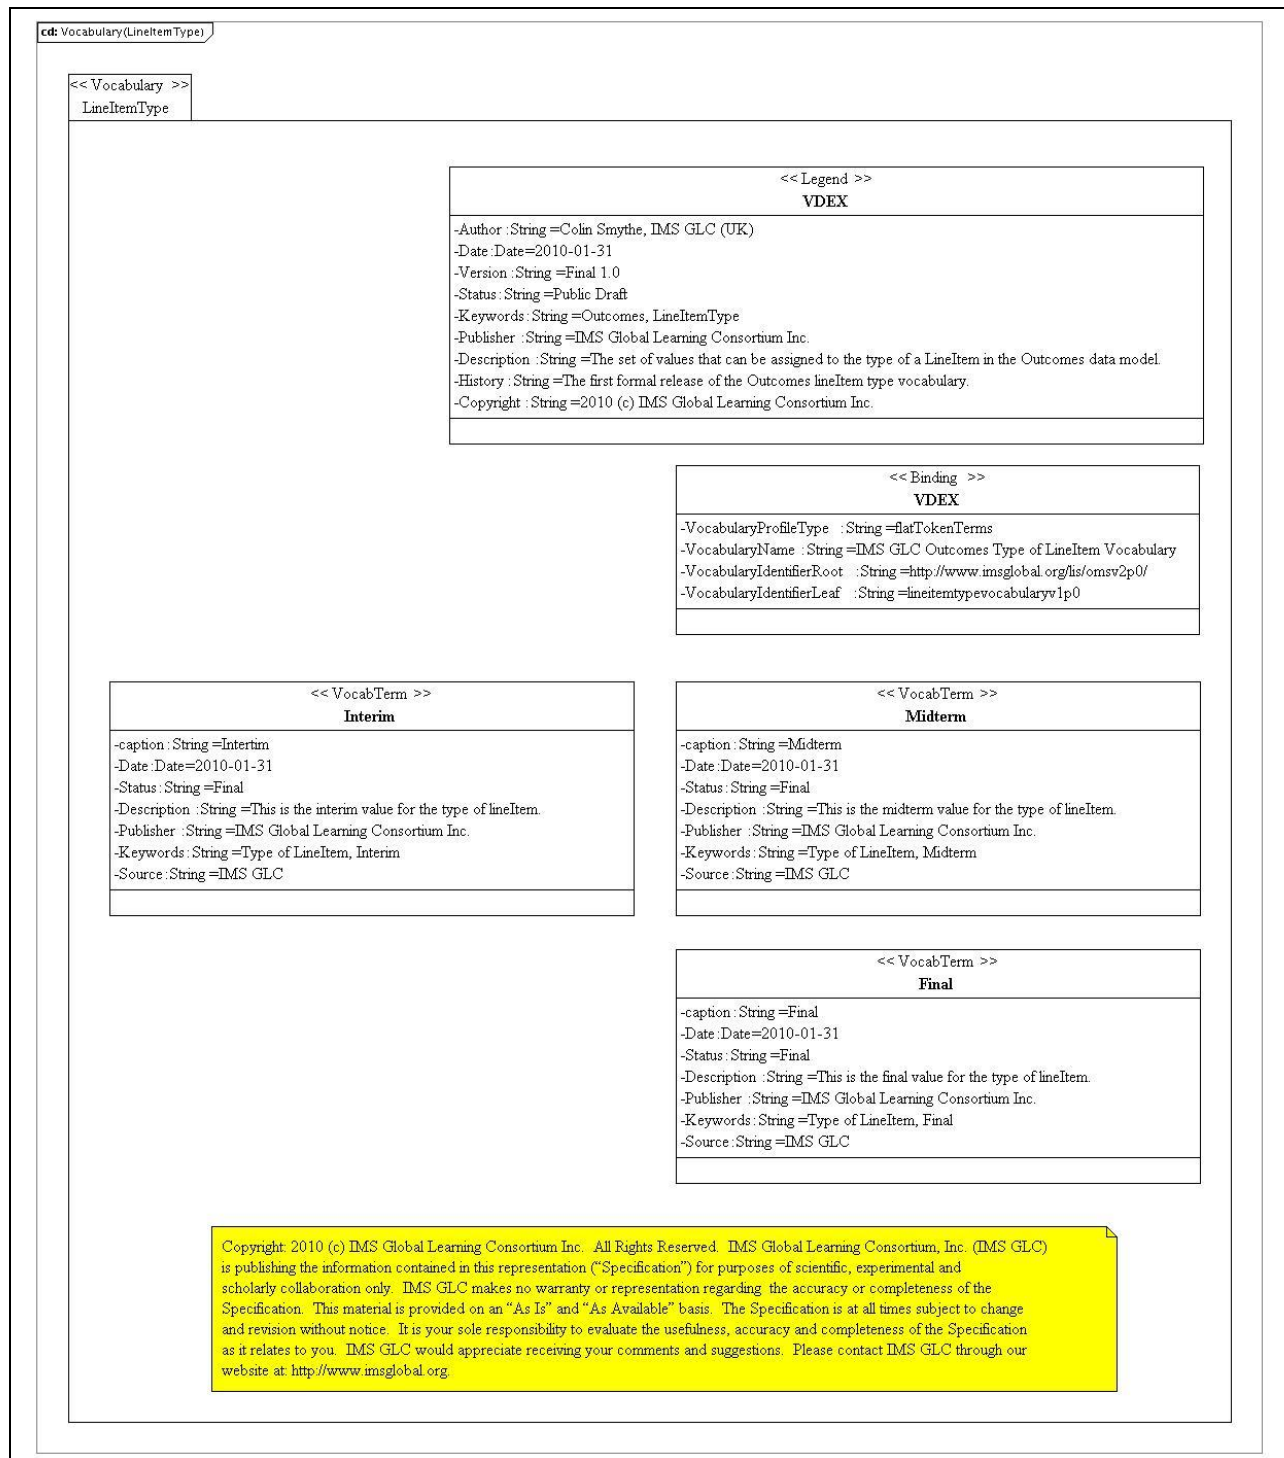 cd: Vocabulary(LineItemType)
<< Vocabulary >>
LineItemType
<< Legend >>
VDEX
-Author :String =Colin Smythe, IMS GLC (UK)
-Date :Date=2010-01-31
-Version :String =Final 1.0
-Status :String =Public Draft
-Keywords :String =Outcomes, LineItemType
-Publisher :String =IMS Global Learning Consortium Inc.
-Description :String =The set of values that can be assigned to the type of a LineItem in the Outcomes data model.
-History :String =The first formal release of the Outcomes lineItem type vocabulary.
-Copyright :String =2010 (c) IMS Global Learning Consortium Inc.
<< Binding >>
VDEX
-VocabularyProfileType :String =flatTokenTerms
-VocabularyName :String =IMS GLC Outcomes Type of LineItem Vocabulary
-VocabularyIdentifierRoot :String =http://www.imsglobal.org/lis/omsv2p0/
-VocabularyIdentifierLeaf :String =lineitemtypevocabularyv1p0
<< VocabTerm >>
Interim
-caption :String =Intertim
-Date :Date=2010-01-31
-Status :String =Final
-Description :String =This is the interim value for the type of lineItem.
-Publisher :String =IMS Global Learning Consortium Inc.
-Keywords :String =Type of LineItem, Interim
-Source :String =IMS GLC
<< VocabTerm >>
Midterm
-caption :String =Midterm
-Date :Date=2010-01-31
-Status :String =Final
-Description :String =This is the midterm value for the type of lineItem.
-Publisher :String =IMS Global Learning Consortium Inc.
-Keywords :String =Type of LineItem, Midterm
-Source :String =IMS GLC
<< VocabTerm >>
Final
-caption :String =Final
-Date :Date=2010-01-31
-Status :String =Final
-Description :String =This is the final value for the type of lineItem.
-Publisher :String =IMS Global Learning Consortium Inc.
-Keywords :String =Type of LineItem, Final
-Source :String =IMS GLC
Copyright: 2010 (c) IMS Global Learning Consortium Inc. All Rights Reserved. IMS Global Learning Consortium, Inc. (IMS GLC)
is publishing the information contained in this representation (“Specification”) for purposes of scientific, experimental and
scholarly collaboration only. IMS GLC makes no warranty or representation regarding the accuracy or completeness of the
Specification. This material is provided on an “As Is” and “As Available” basis. The Specification is at all times subject to change
and revision without notice. It is your sole responsibility to evaluate the usefulness, accuracy and completeness of the Specification
as it relates to you. IMS GLC would appreciate receiving your comments and suggestions. Please contact IMS GLC through our
website at: http://www.imsglobal.org.